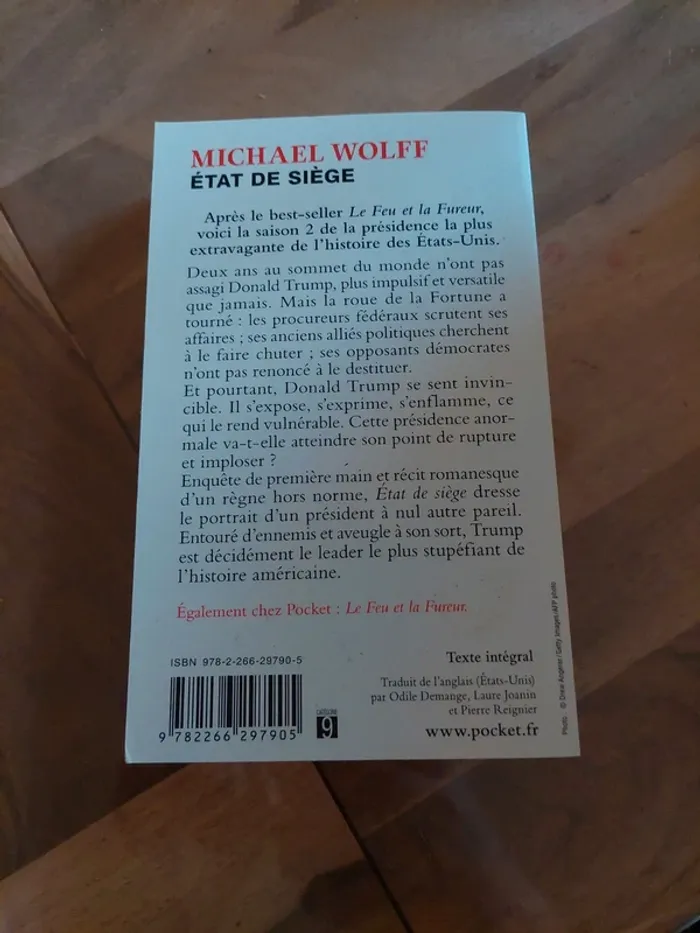 MICHAEL WOLFF
ÉTAT DE SIÈGE
Après le best-seller Le Feu et la Fureur,
voici la saison 2 de la présidence la plus
extravagante de l'histoire des États-Unis.
Deux ans au sommet du monde n'ont pas
assagi Donald Trump, plus impulsif et versatile
que jamais. Mais la roue de la Fortune a
tourné : les procureurs fédéraux scrutent ses
affaires ; ses anciens alliés politiques cherchent
à le faire chuter ; ses opposants démocrates
n'ont pas renoncé à le destituer.
Et pourtant, Donald Trump se sent invin-
cible. Il s'expose, s'exprime, s'enflamme, ce
qui le rend vulnérable. Cette présidence anor-
male va-t-elle atteindre son point de rupture
et imploser ?
Enquête de première main et récit romanesque
d'un règne hors norme, État de siège dresse
le portrait d'un président à nul autre pareil.
Entouré d'ennemis et aveugle à son sort, Trump
est décidément le leader le plus stupéfiant de
l'histoire américaine.
Également chez Pocket : Le Feu et la Fureur.
ISBN 978-2-266-29790-5
9 782266 297905
CATÉGORIE
9
Texte intégral
Traduit de l'anglais (États-Unis)
par Odile Demange, Laure Joanin
et Pierre Reignier
www.pocket.fr
Photo : © Drew Angerer / Getty Images / AFP photo